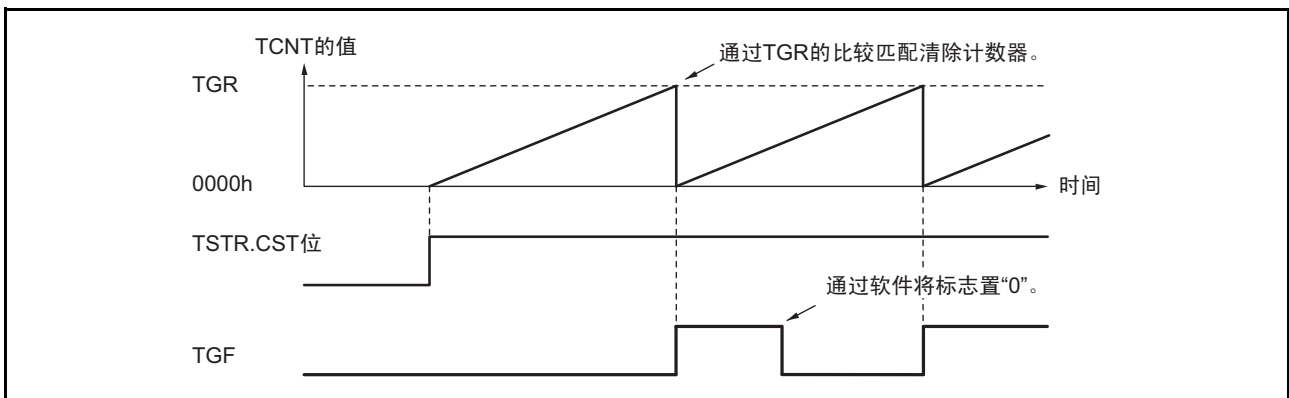 TCNT的值
通过TGR的比较匹配清除计数器。
TGR
0000h
时间
TSTR.CST位
通过软件将标志置“0”。
TGF